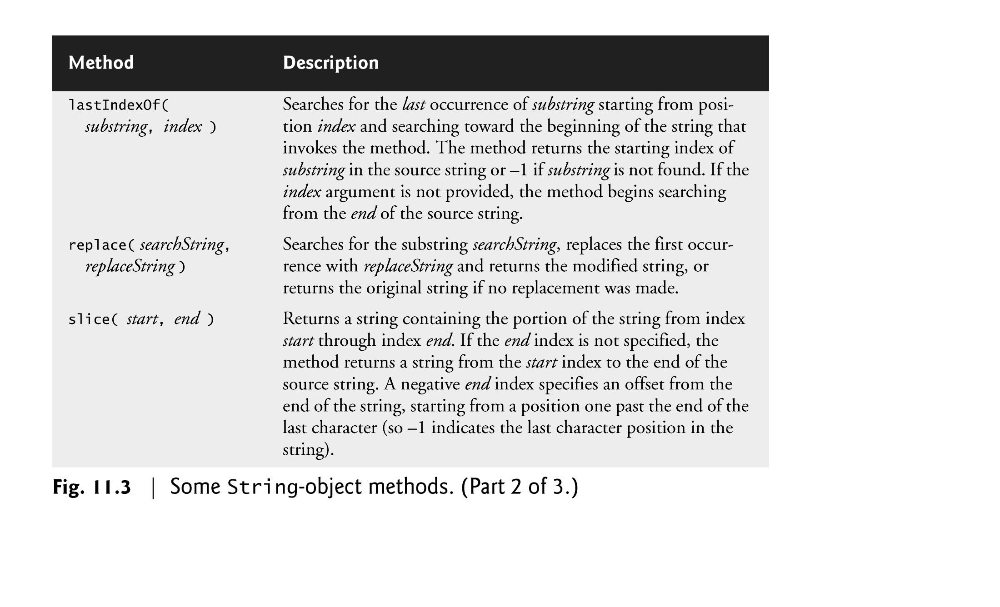 Method Description
lastIndexOf( Searches for the last occurrence of substring starting from posi-
substring, index ) tion index and searching toward the beginning of the string that
invokes the method. The method returns the starting index of
substring in the source string or –1 if substring is not found. If the
index argument is not provided, the method begins searching
from the end of the source string.
replace( searchString, Searches for the substring searchString, replaces the first occur-
replaceString ) rence with replaceString and returns the modified string, or
returns the original string if no replacement was made.
slice( start, end ) Returns a string containing the portion of the string from index
start through index end. If the end index is not specified, the
method returns a string from the start index to the end of the
source string. A negative end index specifies an offset from the
end of the string, starting from a position one past the end of the
last character (so –1 indicates the last character position in the
string).
Fig. 11.3 | Some String-object methods. (Part 2 of 3.)